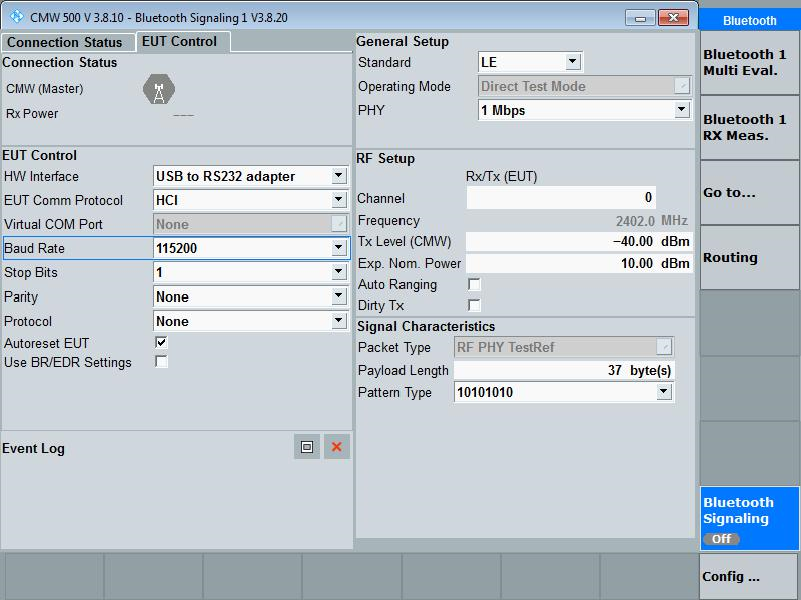 CMW 500 V 3.8.10 - Bluetooth Signaling 1 V3.8.20
Connection Status
EUT Control
Connection Status
CMW (Master)
Rx Power
---
EUT Control
HW Interface USB to RS232 adapter
EUT Comm Protocol HCI
Virtual COM Port None
Baud Rate 115200
Stop Bits 1
Parity None
Protocol None
Autoreset EUT
Use BR/EDR Settings
Event Log
General Setup
Standard LE
Operating Mode Direct Test Mode
PHY 1 Mbps
RF Setup
Rx/Tx (EUT)
Channel 0
Frequency 2402.0 MHz
Tx Level (CMW) −40.00 dBm
Exp. Nom. Power 10.00 dBm
Auto Ranging
Dirty Tx
Signal Characteristics
Packet Type RF PHY TestRef
Payload Length 37 byte(s)
Pattern Type 10101010
Bluetooth
Bluetooth 1
Multi Eval.
Bluetooth 1
RX Meas.
Go to...
Routing
Bluetooth
Signaling
Off
Config ...